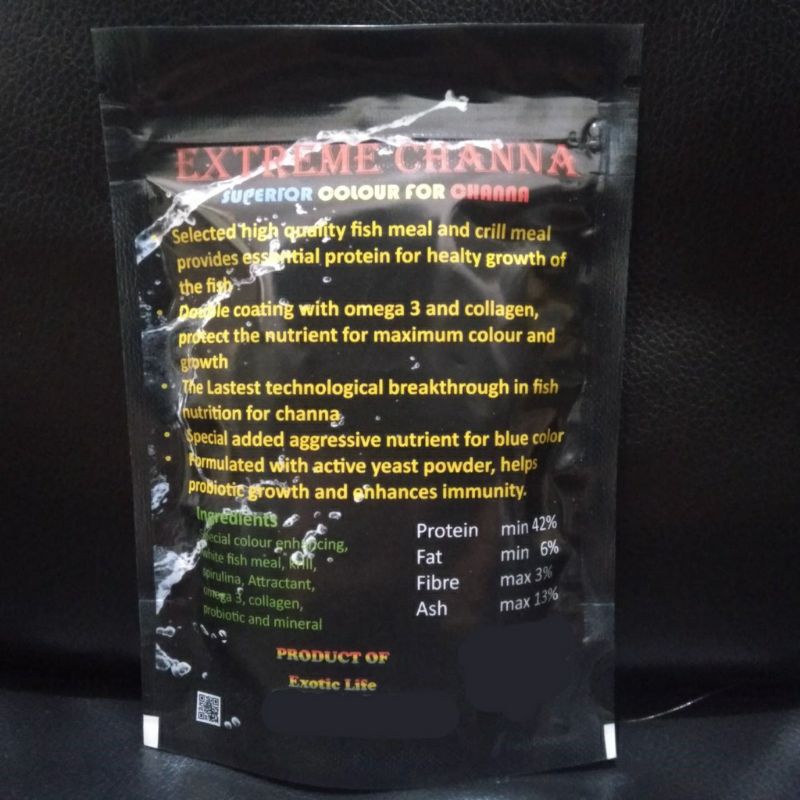 EXTREME CHANNA
SUPERIOR COLOUR FOR CHANNA
• Selected high quality fish meal and crill meal
provides essential protein for healty growth of
the fish
• Double coating with omega 3 and collagen,
protect the nutrient for maximum colour and
growth
• The Lastest technological breakthrough in fish
nutrition for channa
• Special added aggressive nutrient for blue color
• Formulated with active yeast powder, helps
probiotic growth and enhances immunity.
Ingredients
Special colour enhancing,
white fish meal, krill,
spirulina, Attractant,
omega 3, collagen,
probiotic and mineral
Protein min 42%
Fat min 6%
Fibre max 3%
Ash max 13%
PRODUCT OF
Exotic Life